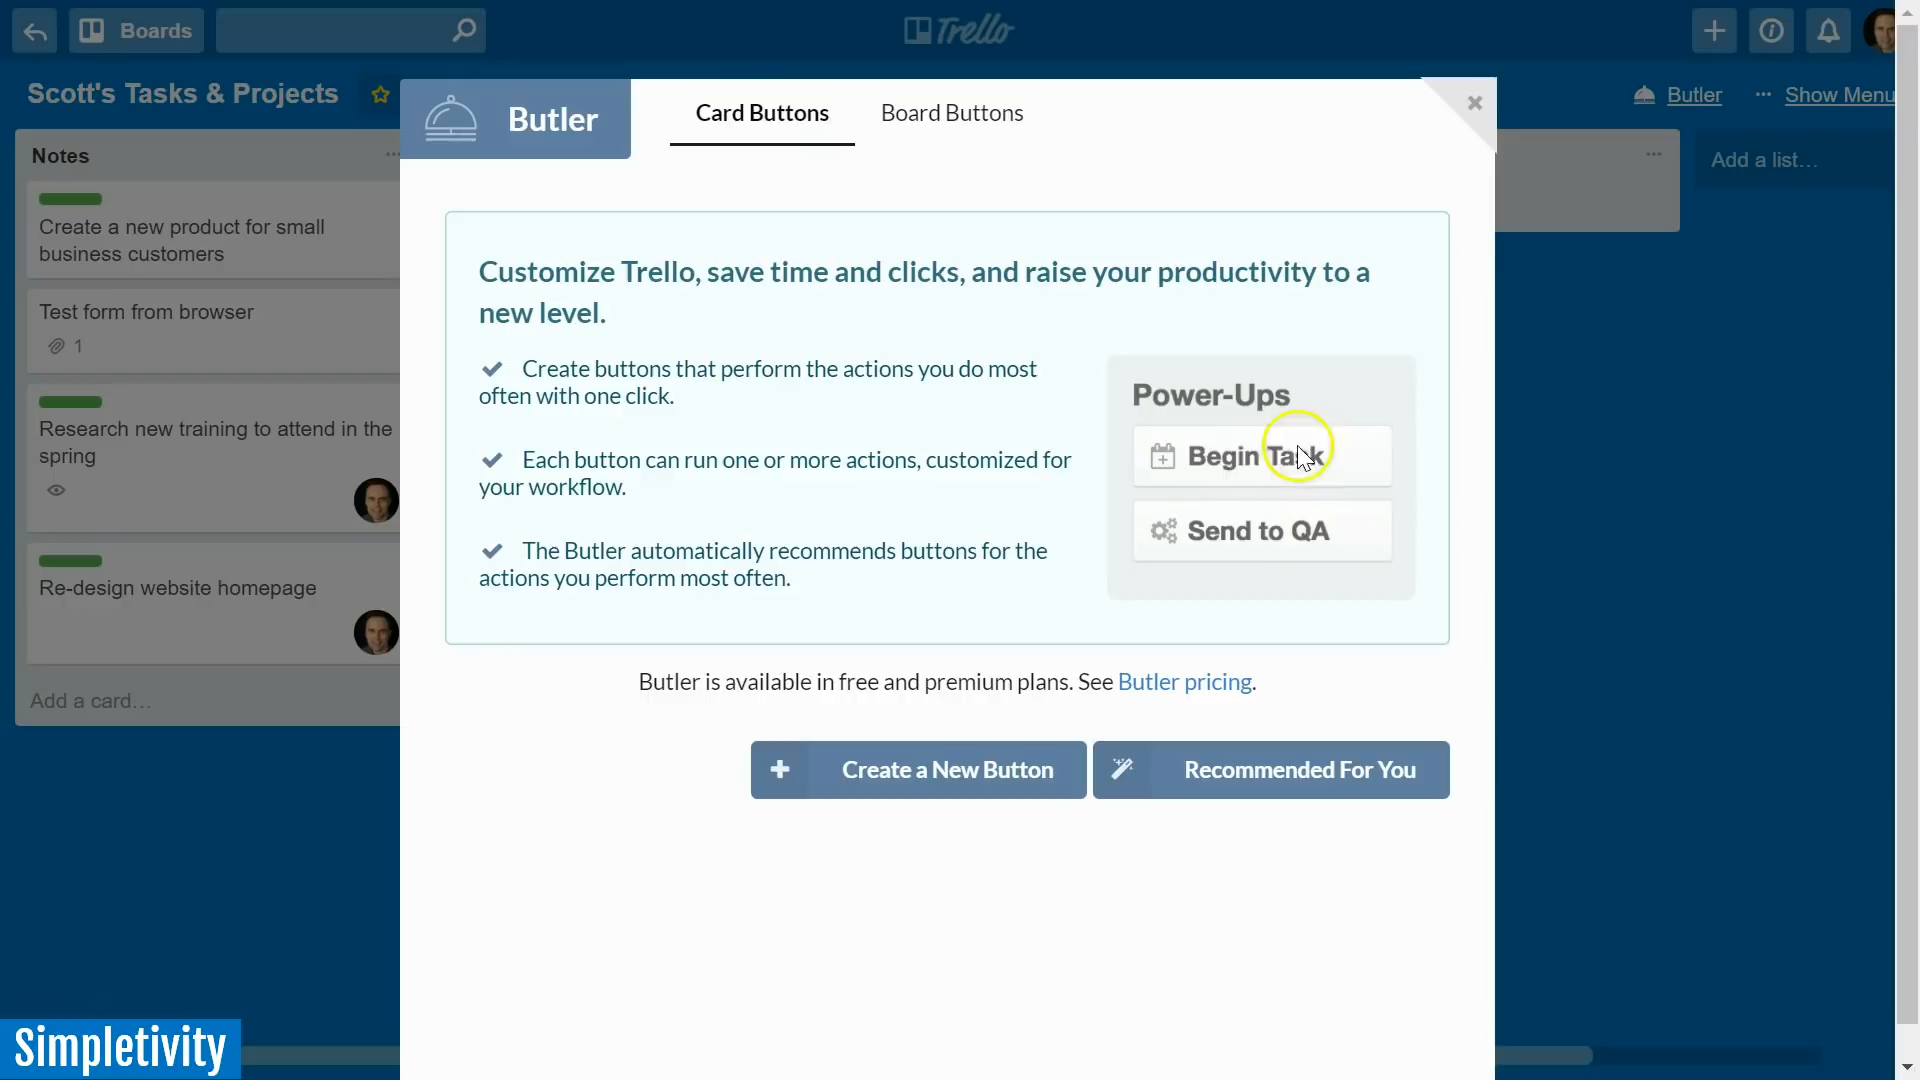 Boards
Trello
Scott's Tasks & Projects
Butler
Card Buttons
Board Buttons
Butler
Show Menu
Notes
Add a list…
Create a new product for small
business customers
Test form from browser
1
Research new training to attend in the
spring
Re-design website homepage
Add a card…
Customize Trello, save time and clicks, and raise your productivity to a
new level.
Create buttons that perform the actions you do most
often with one click.
Each button can run one or more actions, customized for
your workflow.
The Butler automatically recommends buttons for the
actions you perform most often.
Power-Ups
Begin Task
Send to QA
Butler is available in free and premium plans. See Butler pricing.
Create a New Button
Recommended For You
Simpletivity